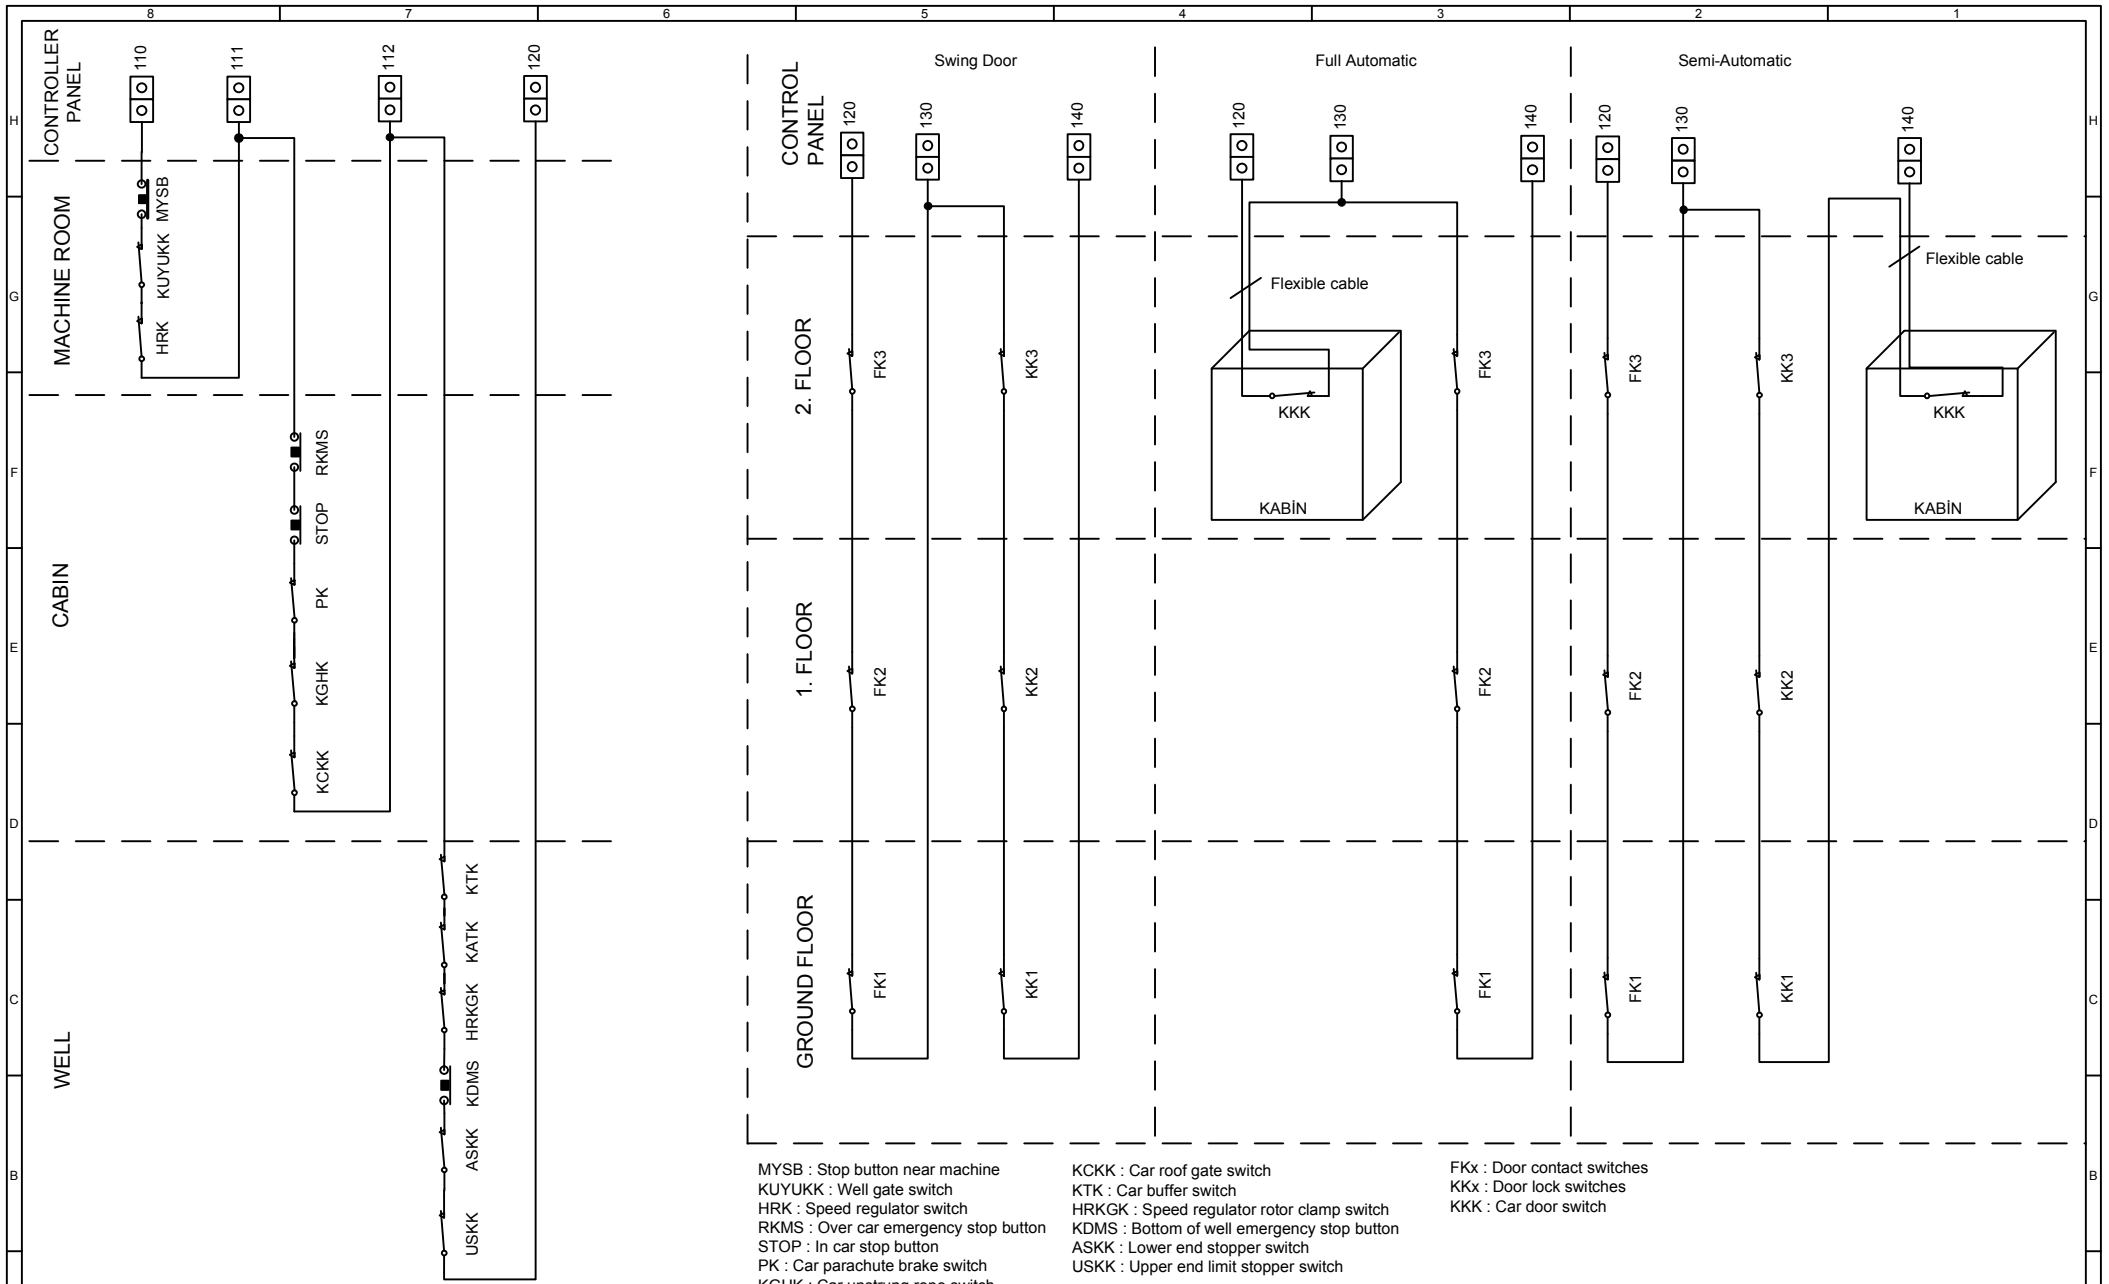 8 7 6 5 4 3 2 1
CONTROLLER
PANEL
110
111
112
120
MACHINE ROOM
MYSB
KUYUKK
HRK
CABIN
RKMS
STOP
PK
KGHK
KCKK
WELL
KTK
KATK
HRKGK
KDMS
ASKK
USKK
H
G
F
E
D
C
B
CONTROL
PANEL
2. FLOOR
1. FLOOR
GROUND FLOOR
Swing Door
120
130
140
FK3
KK3
FK2
KK2
FK1
KK1
Full Automatic
120
130
140
Flexible cable
KKK
KABİN
FK3
FK2
FK1
Semi-Automatic
120
130
140
Flexible cable
KKK
KABİN
FK3
KK3
FK2
KK2
FK1
KK1
H
G
F
E
D
C
B
MYSB : Stop button near machine
KUYUKK : Well gate switch
HRK : Speed regulator switch
RKMS : Over car emergency stop button
STOP : In car stop button
PK : Car parachute brake switch
KGHK : Car unstrung rope switch
KCKK : Car roof gate switch
KTK : Car buffer switch
HRKGK : Speed regulator rotor clamp switch
KDMS : Bottom of well emergency stop button
ASKK : Lower end stopper switch
USKK : Upper end limit stopper switch
FKx : Door contact switches
KKx : Door lock switches
KKK : Car door switch